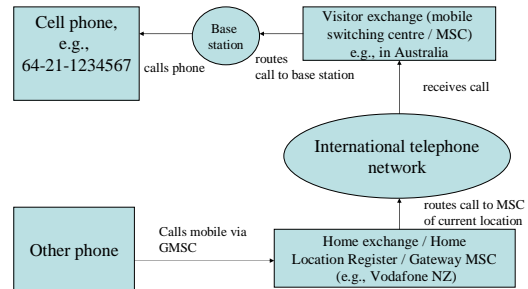 Cell phone,
e.g.,
64-21-1234567
Base
station
Visitor exchange (mobile
switching centre / MSC)
e.g., in Australia
calls phone
routes
call to base station
receives call
International telephone
network
routes call to MSC
of current location
Other phone
Calls mobile via
GMSC
Home exchange / Home
Location Register / Gateway MSC
(e.g., Vodafone NZ)